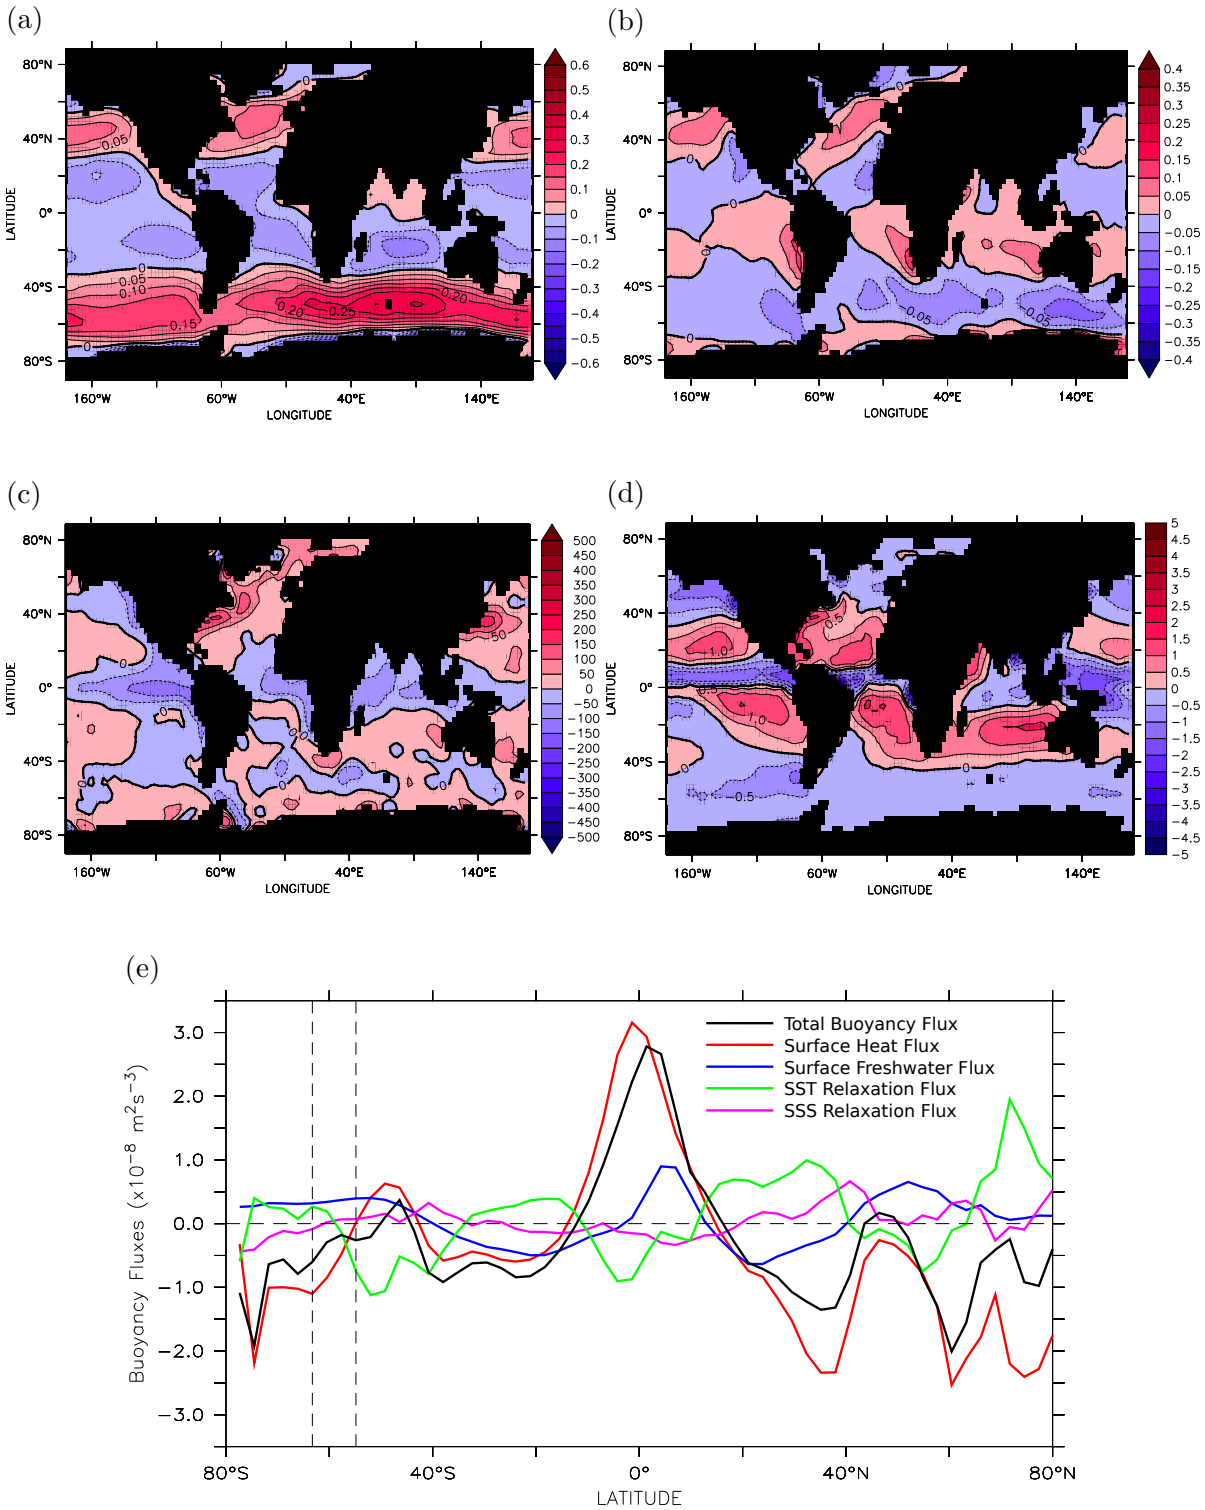 (a)
(b)
80°N
40°N
0°
40°S
80°S
LATITUDE
160°W
60°W
40°E
140°E
LONGITUDE
0.6
0.5
0.4
0.3
0.2
0.1
0
−0.1
−0.2
−0.3
−0.4
−0.5
−0.6
0
0.05
0
0.05
0.10
0.15
0.20
0.25
0.20
0
80°N
40°N
0°
40°S
80°S
LATITUDE
160°W
60°W
40°E
140°E
LONGITUDE
0.4
0.35
0.3
0.25
0.2
0.15
0.1
0.05
0
−0.05
−0.1
−0.15
−0.2
−0.25
−0.3
−0.35
−0.4
0
0
0
0
0
0
0
0.05
0.05
0
(c)
(d)
80°N
40°N
0°
40°S
80°S
LATITUDE
160°W
60°W
40°E
140°E
LONGITUDE
500
450
400
350
300
250
200
150
100
50
0
−50
−100
−150
−200
−250
−300
−350
−400
−450
−500
50
0
0
0
0
80°N
40°N
0°
40°S
80°S
LATITUDE
160°W
60°W
40°E
140°E
LONGITUDE
5
4.5
4
3.5
3
2.5
2
1.5
1
0.5
0
−0.5
−1
−1.5
−2
−2.5
−3
−3.5
−4
−4.5
−5
0.5
1.0
1.0
0
0
−0.5
(e)
3.0
2.0
1.0
0.0
−1.0
−2.0
−3.0
Buoyancy Fluxes (x10⁻⁸ m²s⁻³)
Total Buoyancy Flux
Surface Heat Flux
Surface Freshwater Flux
SST Relaxation Flux
SSS Relaxation Flux
80°S
40°S
0°
40°N
80°N
LATITUDE